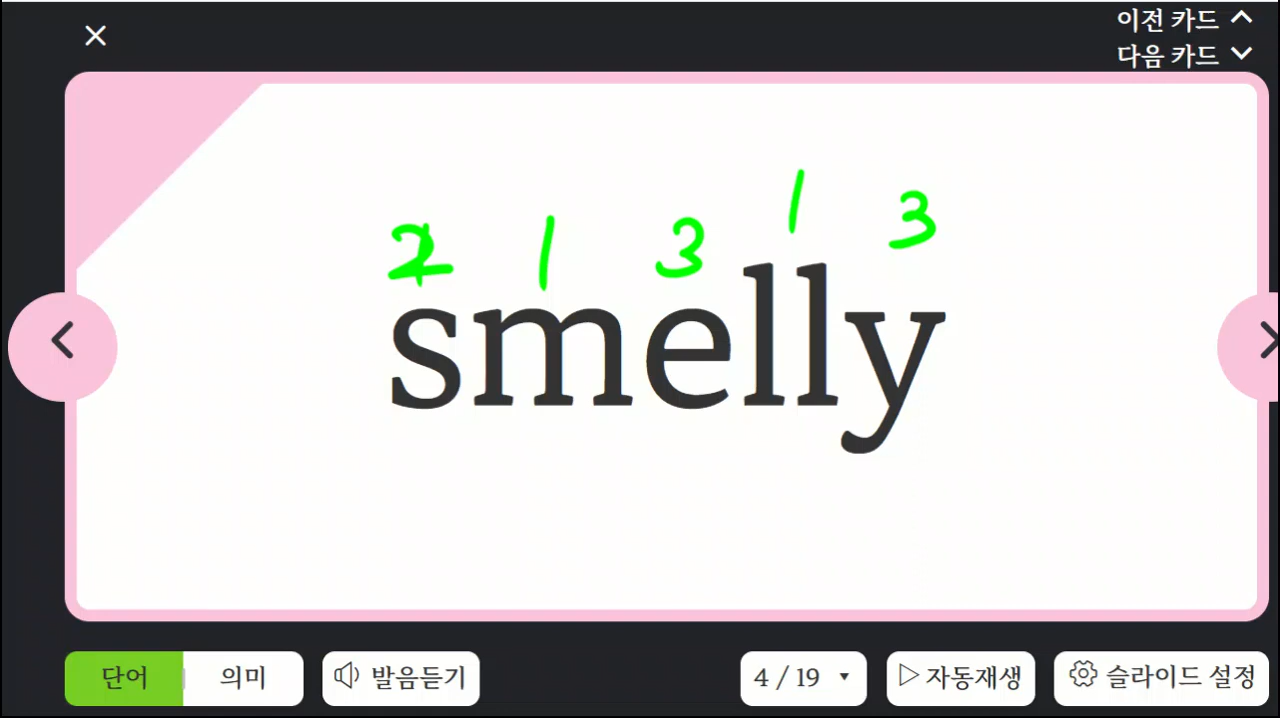 이전 카드
다음 카드
2 1 3 1 3
smelly
단어 의미 발음듣기 4 / 19 자동재생 슬라이드 설정